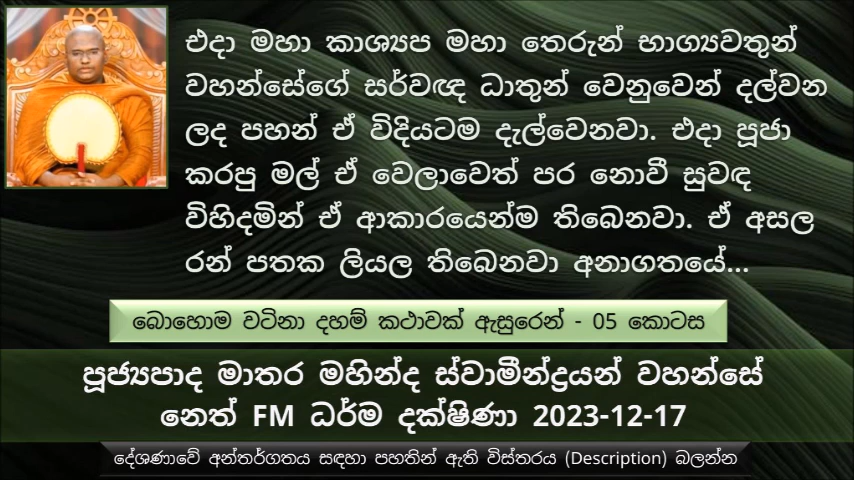 එදා මහා කාශ්‍යප මහා තෙරුන් භාග්‍යවතුන්
වහන්සේගේ සර්වඥ ධාතුන් වෙනුවෙන් දල්වන
ලද පහන් ඒ විදියටම දැල්වෙනවා. එදා පූජා
කරපු මල් ඒ වෙලාවෙත් පර නොවී සුවඳ
විහිදමින් ඒ ආකාරයෙන්ම තිබෙනවා. ඒ අසල
රන් පතක ලියල තිබෙනවා අනාගතයේ...
බොහොම වටිනා දහම් කථාවක් ඇසුරෙන් - 05 කොටස
පූජ්‍යපාද මාතර මහින්ද ස්වාමීන්ද්‍රයන් වහන්සේ
නෙත් FM ධර්ම දක්ෂිණා 2023-12-17
දේශණාවේ අන්තර්ගතය සඳහා පහතින් ඇති විස්තරය (Description) බලන්න